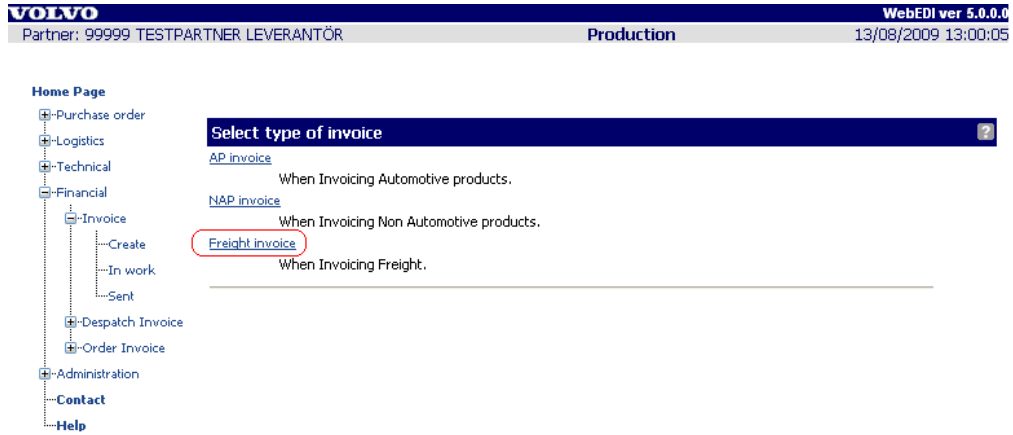 VOLVO WebEDI ver 5.0.0.0
Partner: 99999 TESTPARTNER LEVERANTÖR Production 13/08/2009 13:00:05
Home Page
Purchase order
Logistics
Technical
Financial
Invoice
Create
In work
Sent
Despatch Invoice
Order Invoice
Administration
Contact
Help
Select type of invoice ?
AP invoice
When Invoicing Automotive products.
NAP invoice
When Invoicing Non Automotive products.
Freight invoice
When Invoicing Freight.